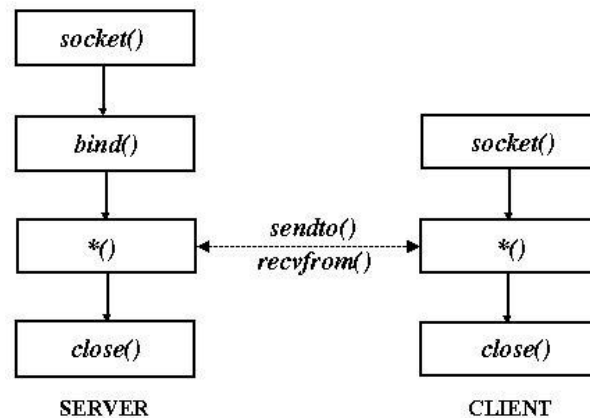 socket()
bind()
socket()
*()
sendto()
recvfrom()
*()
close()
close()
SERVER
CLIENT